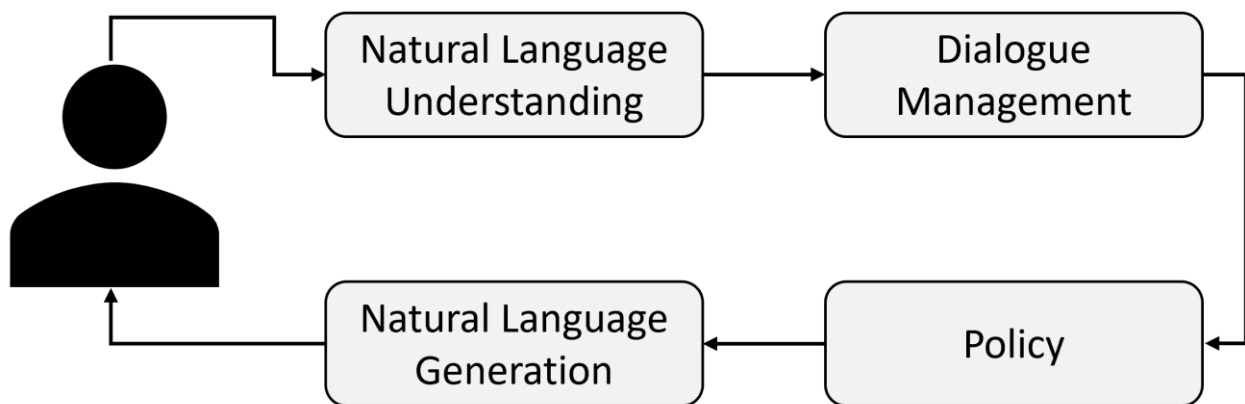 Natural Language
Understanding
Dialogue
Management
Natural Language
Generation
Policy